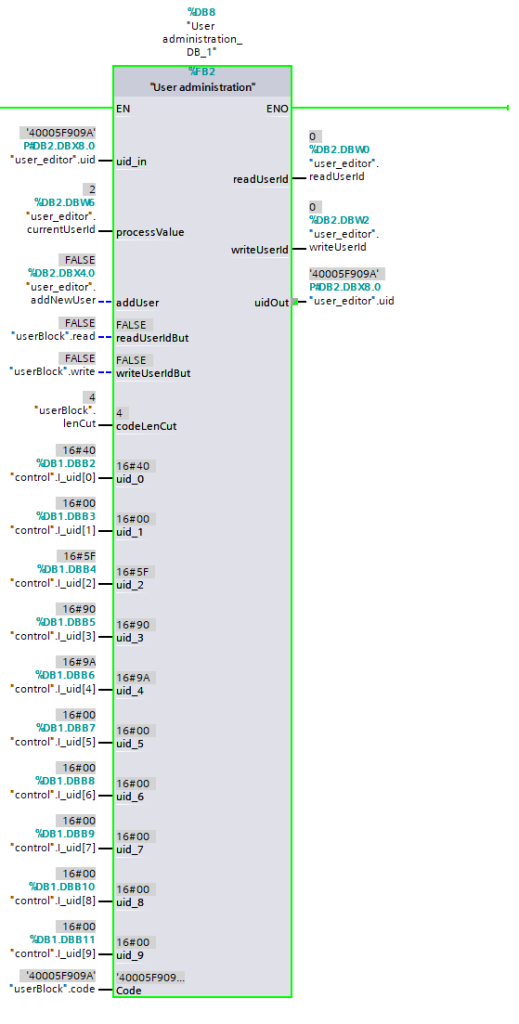 %DB8
"User
administration_
DB_1"
%FB2
"User administration"
EN
ENO
'40005F909A'
P#DB2.DBX8.0
"user_editor".uid
uid_in
0
%DB2.DBW0
"user_editor".
readUserId
readUserId
2
%DB2.DBW6
"user_editor".
currentUserId
processValue
0
%DB2.DBW2
"user_editor".
writeUserId
writeUserId
FALSE
%DB2.DBX4.0
"user_editor".
addNewUser
addUser
'40005F909A'
P#DB2.DBX8.0
uidOut
"user_editor".uid
FALSE
"userBlock".read
FALSE
readUserIdBut
FALSE
"userBlock".write
FALSE
writeUserIdBut
4
"userBlock".
lenCut
4
codeLenCut
16#40
%DB1.DBB2
"control".I_uid[0]
16#40
uid_0
16#00
%DB1.DBB3
"control".I_uid[1]
16#00
uid_1
16#5F
%DB1.DBB4
"control".I_uid[2]
16#5F
uid_2
16#90
%DB1.DBB5
"control".I_uid[3]
16#90
uid_3
16#9A
%DB1.DBB6
"control".I_uid[4]
16#9A
uid_4
16#00
%DB1.DBB7
"control".I_uid[5]
16#00
uid_5
16#00
%DB1.DBB8
"control".I_uid[6]
16#00
uid_6
16#00
%DB1.DBB9
"control".I_uid[7]
16#00
uid_7
16#00
%DB1.DBB10
"control".I_uid[8]
16#00
uid_8
16#00
%DB1.DBB11
"control".I_uid[9]
16#00
uid_9
'40005F909A'
"userBlock".code
'40005F909...
Code